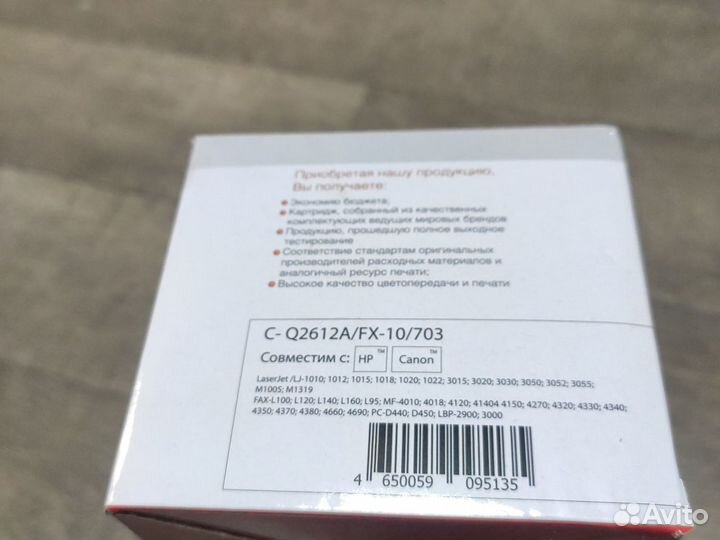 Приобретая нашу продукцию,
Вы получаете:
Экономию бюджета;
Картридж, собранный из качественных
комплектующих ведущих мировых брендов
Продукцию, прошедшую полное выходное
тестирование
Соответствие стандартам оригинальных
производителей расходных материалов и
аналогичный ресурс печати;
Высокое качество цветопередачи и печати
C- Q2612A/FX-10/703
Совместим с: HP™ Canon™
LaserJet /LJ-1010; 1012; 1015; 1018; 1020; 1022; 3015; 3020; 3030; 3050; 3052; 3055;
M1005; M1319
FAX-L100; L120; L140; L160; L95; MF-4010; 4018; 4120; 41404 4150; 4270; 4320; 4330; 4340;
4350; 4370; 4380; 4660; 4690; PC-D440; D450; LBP-2900; 3000
4 650059 095135
Avito